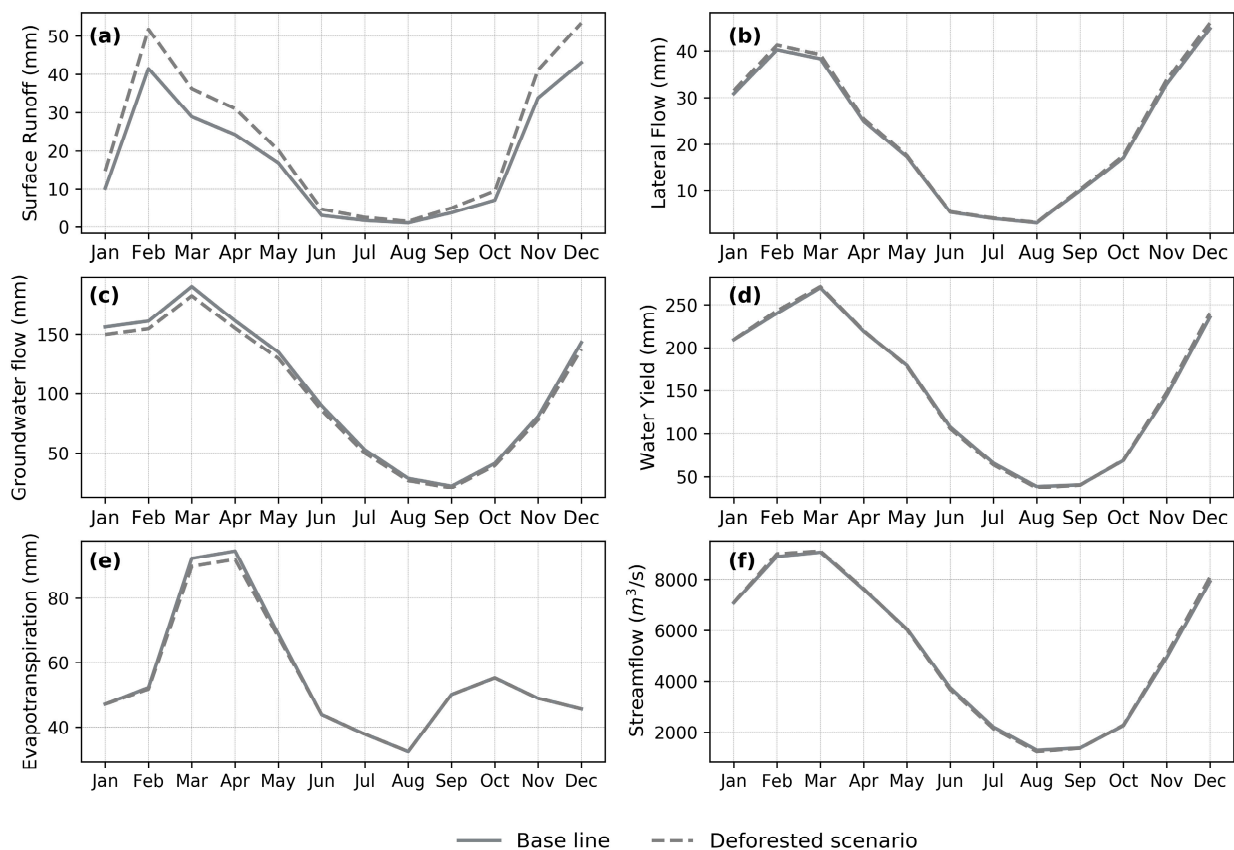 (a)
Surface Runoff (mm)
50
40
30
20
10
0
Jan Feb Mar Apr May Jun Jul Aug Sep Oct Nov Dec
(b)
Lateral Flow (mm)
40
30
20
10
Jan Feb Mar Apr May Jun Jul Aug Sep Oct Nov Dec
(c)
Groundwater flow (mm)
150
100
50
Jan Feb Mar Apr May Jun Jul Aug Sep Oct Nov Dec
(d)
Water Yield (mm)
250
200
150
100
50
Jan Feb Mar Apr May Jun Jul Aug Sep Oct Nov Dec
(e)
Evapotranspiration (mm)
80
60
40
Jan Feb Mar Apr May Jun Jul Aug Sep Oct Nov Dec
(f)
Streamflow (m³/s)
8000
6000
4000
2000
Jan Feb Mar Apr May Jun Jul Aug Sep Oct Nov Dec
Base line
Deforested scenario